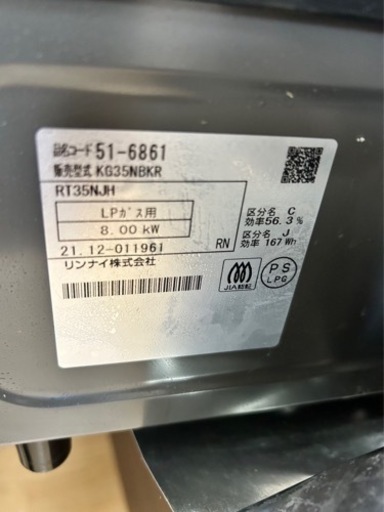 器名コード 51-6861
販売型式 KG35NBKR
RT35NJH
LPガス用
8.00 kW
21.12-011961
RN
リンナイ株式会社
区分名 C
効率56.3 %
区分名 J
効率 167 Wh
JIA認証
PS
LPG